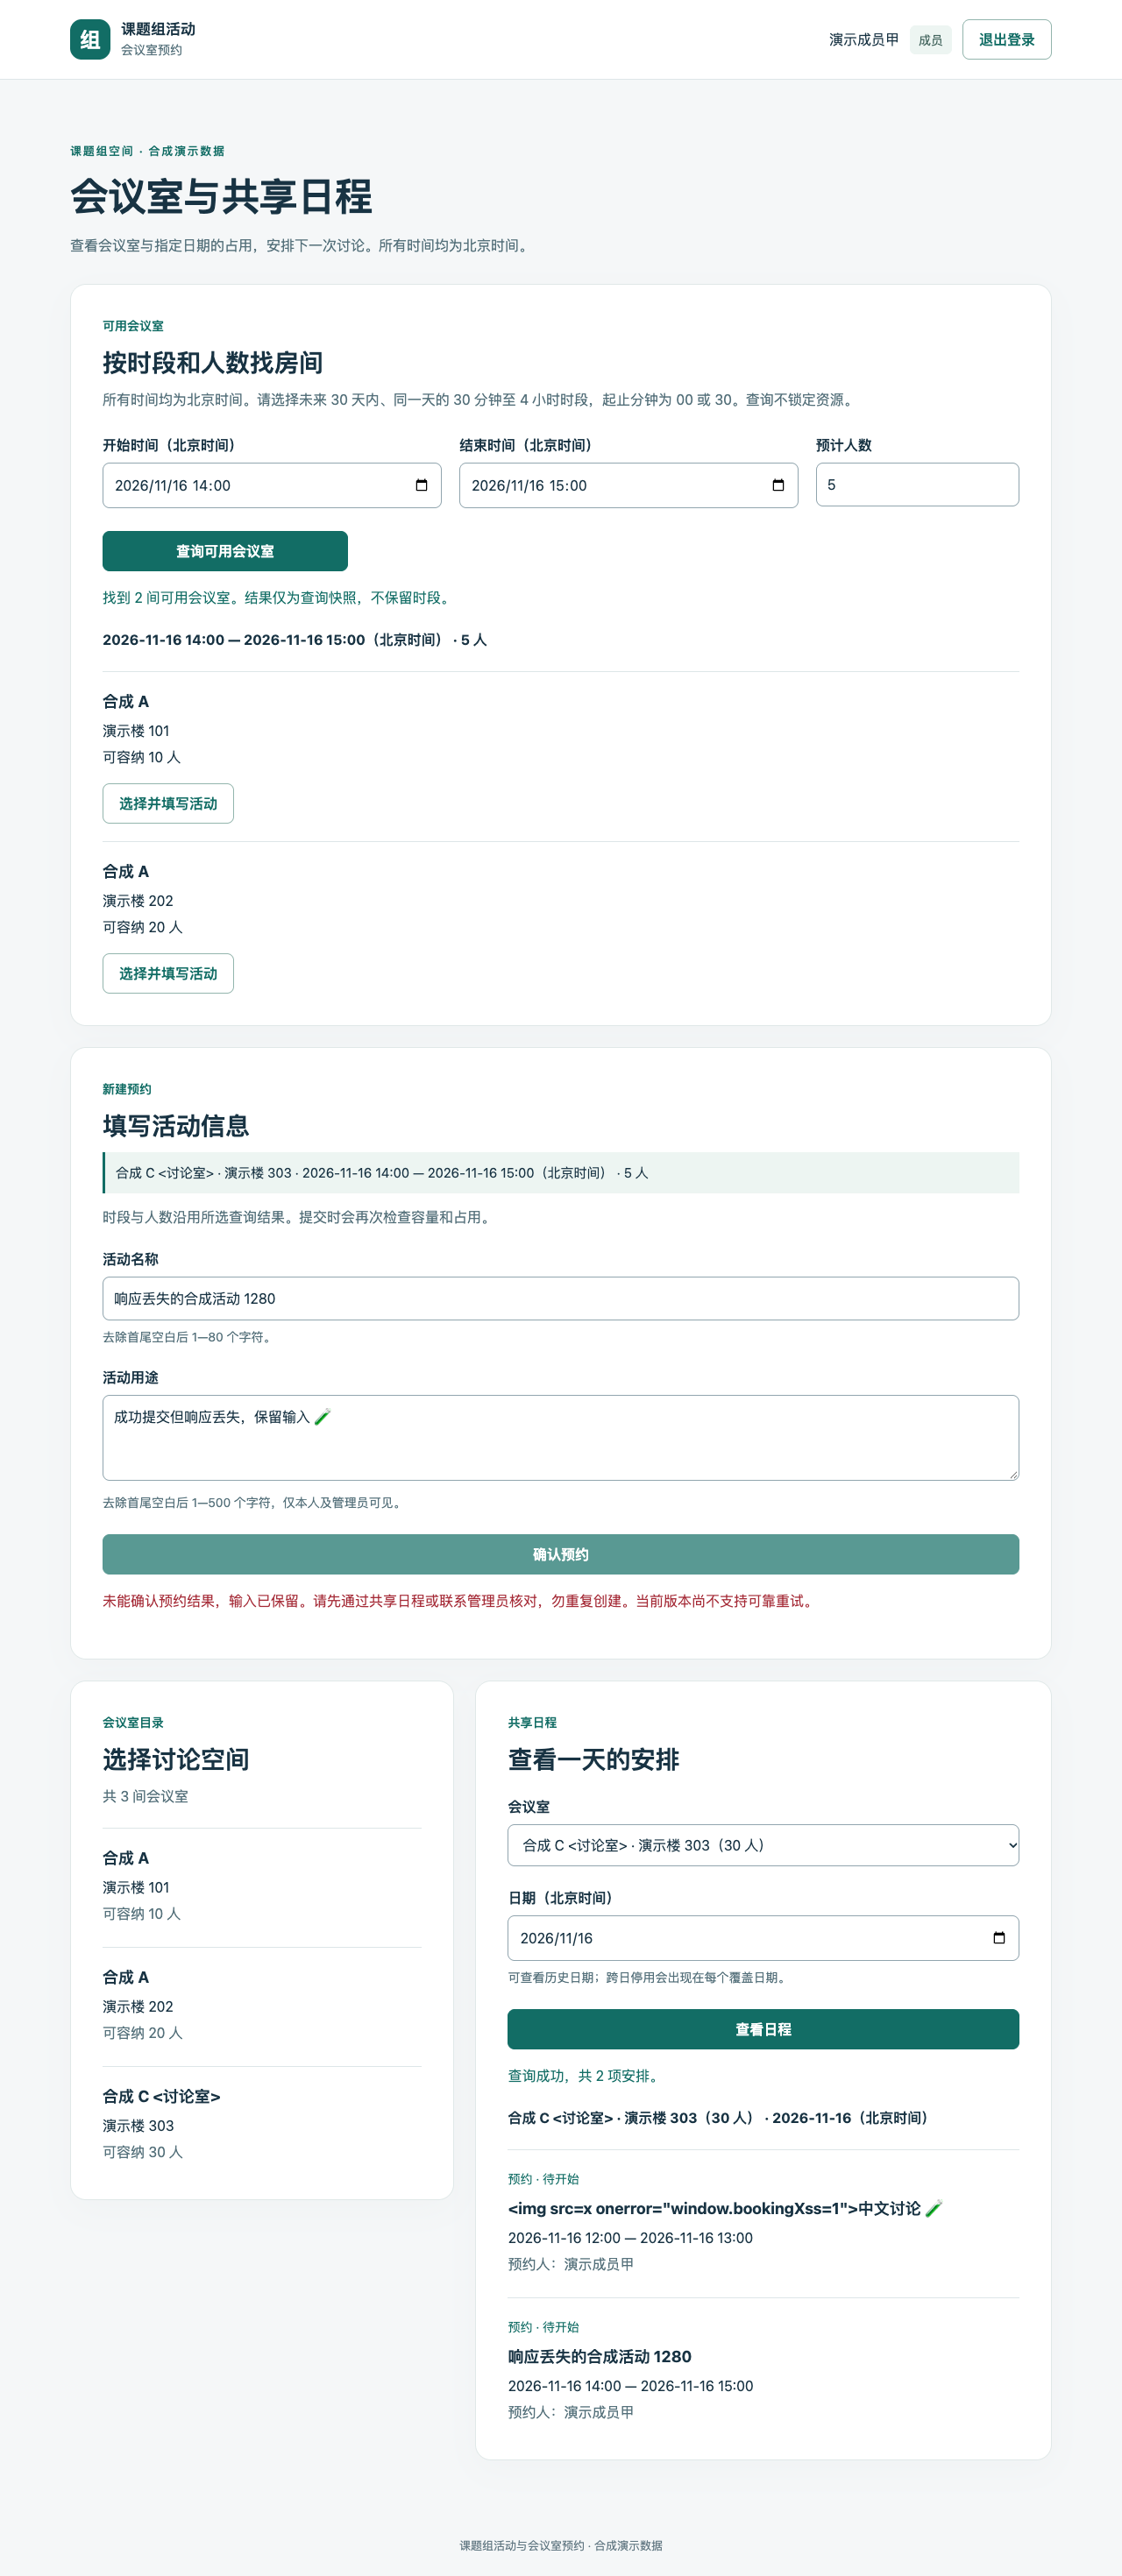 组
课题组活动
会议室预约
演示成员甲
成员
退出登录
课题组空间 · 合成演示数据
会议室与共享日程
查看会议室与指定日期的占用，安排下一次讨论。所有时间均为北京时间。
可用会议室
按时段和人数找房间
所有时间均为北京时间。请选择未来 30 天内、同一天的 30 分钟至 4 小时时段，起止分钟为 00 或 30。查询不锁定资源。
开始时间（北京时间）
结束时间（北京时间）
预计人数
2026/11/16 14:00
2026/11/16 15:00
5
查询可用会议室
找到 2 间可用会议室。结果仅为查询快照，不保留时段。
2026-11-16 14:00 — 2026-11-16 15:00（北京时间） · 5 人
合成 A
演示楼 101
可容纳 10 人
选择并填写活动
合成 A
演示楼 202
可容纳 20 人
选择并填写活动
新建预约
填写活动信息
合成 C <讨论室> · 演示楼 303 · 2026-11-16 14:00 — 2026-11-16 15:00（北京时间） · 5 人
时段与人数沿用所选查询结果。提交时会再次检查容量和占用。
活动名称
响应丢失的合成活动 1280
去除首尾空白后 1—80 个字符。
活动用途
成功提交但响应丢失，保留输入 🧪
去除首尾空白后 1—500 个字符，仅本人及管理员可见。
确认预约
未能确认预约结果，输入已保留。请先通过共享日程或联系管理员核对，勿重复创建。当前版本尚不支持可靠重试。
会议室目录
选择讨论空间
共 3 间会议室
合成 A
演示楼 101
可容纳 10 人
合成 A
演示楼 202
可容纳 20 人
合成 C <讨论室>
演示楼 303
可容纳 30 人
共享日程
查看一天的安排
会议室
合成 C <讨论室> · 演示楼 303（30 人）
日期（北京时间）
2026/11/16
可查看历史日期；跨日停用会出现在每个覆盖日期。
查看日程
查询成功，共 2 项安排。
合成 C <讨论室> · 演示楼 303（30 人） · 2026-11-16（北京时间）
预约 · 待开始
<img src=x onerror="window.bookingXss=1">中文讨论 🧪
2026-11-16 12:00 — 2026-11-16 13:00
预约人：演示成员甲
预约 · 待开始
响应丢失的合成活动 1280
2026-11-16 14:00 — 2026-11-16 15:00
预约人：演示成员甲
课题组活动与会议室预约 · 合成演示数据